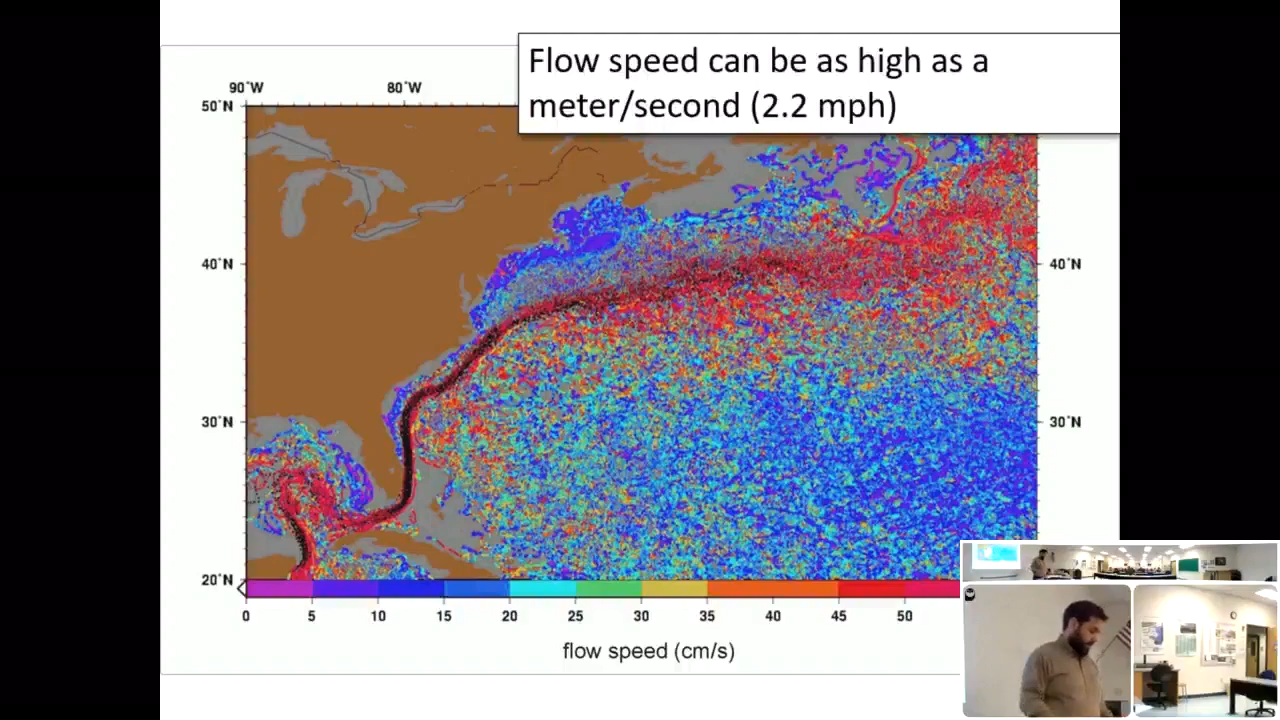 Flow speed can be as high as a
meter/second (2.2 mph)
90°W
80°W
50°N
40°N
40°N
30°N
30°N
20°N
0 5 10 15 20 25 30 35 40 45 50
flow speed (cm/s)